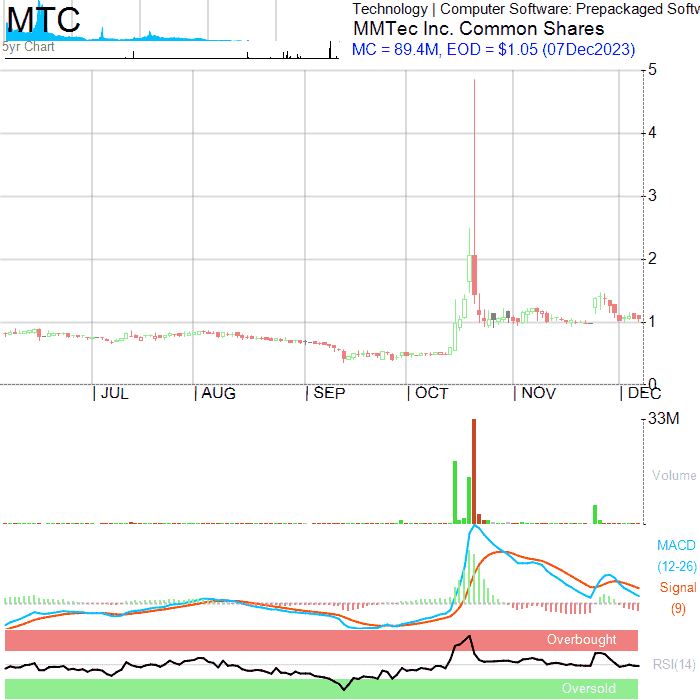 MTC
Technology | Computer Software: Prepackaged Softw
MMTec Inc. Common Shares
5yr Chart
MC = 89.4M, EOD = $1.05 (07Dec2023)
5
4
3
2
1
0
JUL
AUG
SEP
OCT
NOV
DEC
33M
Volume
MACD
(12-26)
Signal
(9)
Overbought
RSI(14)
Oversold